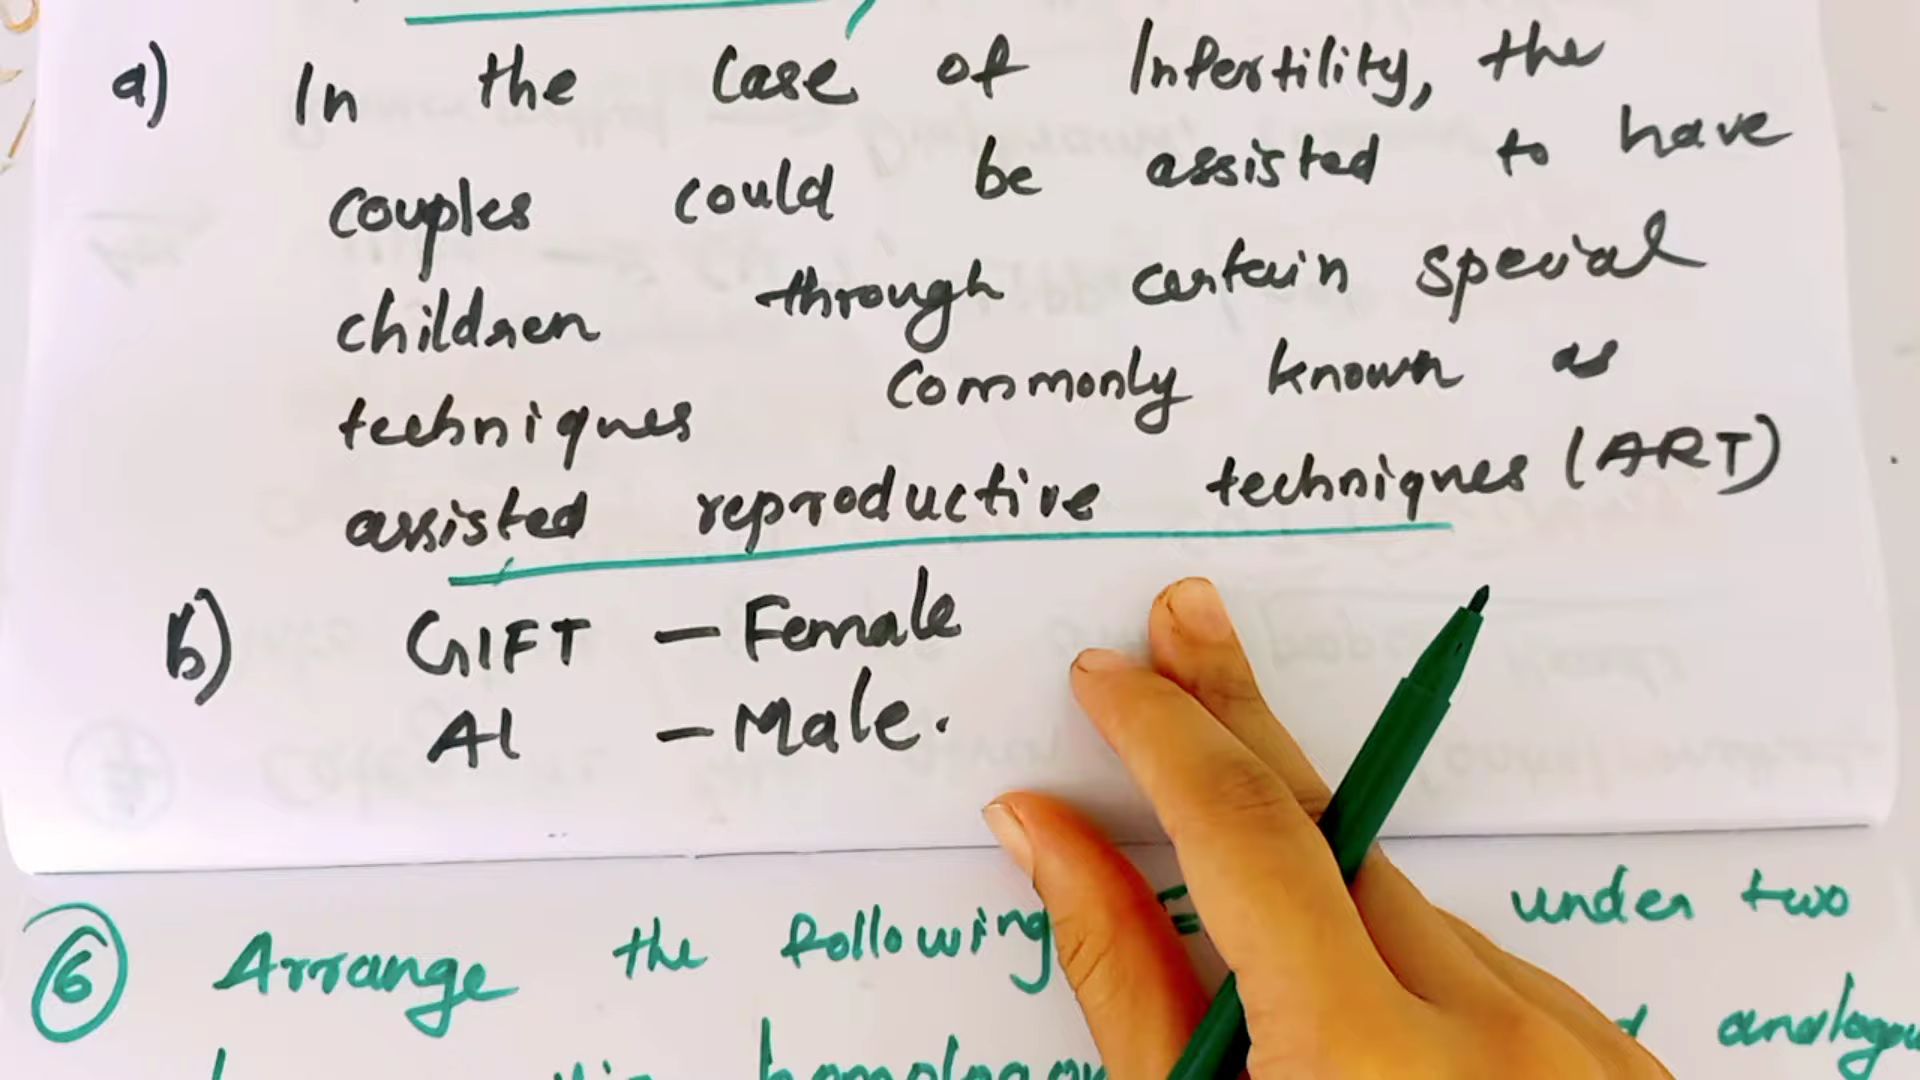 a) In the case of Infertility, the
couples could be assisted to have
children through certain special
techniques commonly known as
assisted reproductive techniques (ART)
b) GIFT – Female
AI – Male.
6 Arrange the following under two
analogou